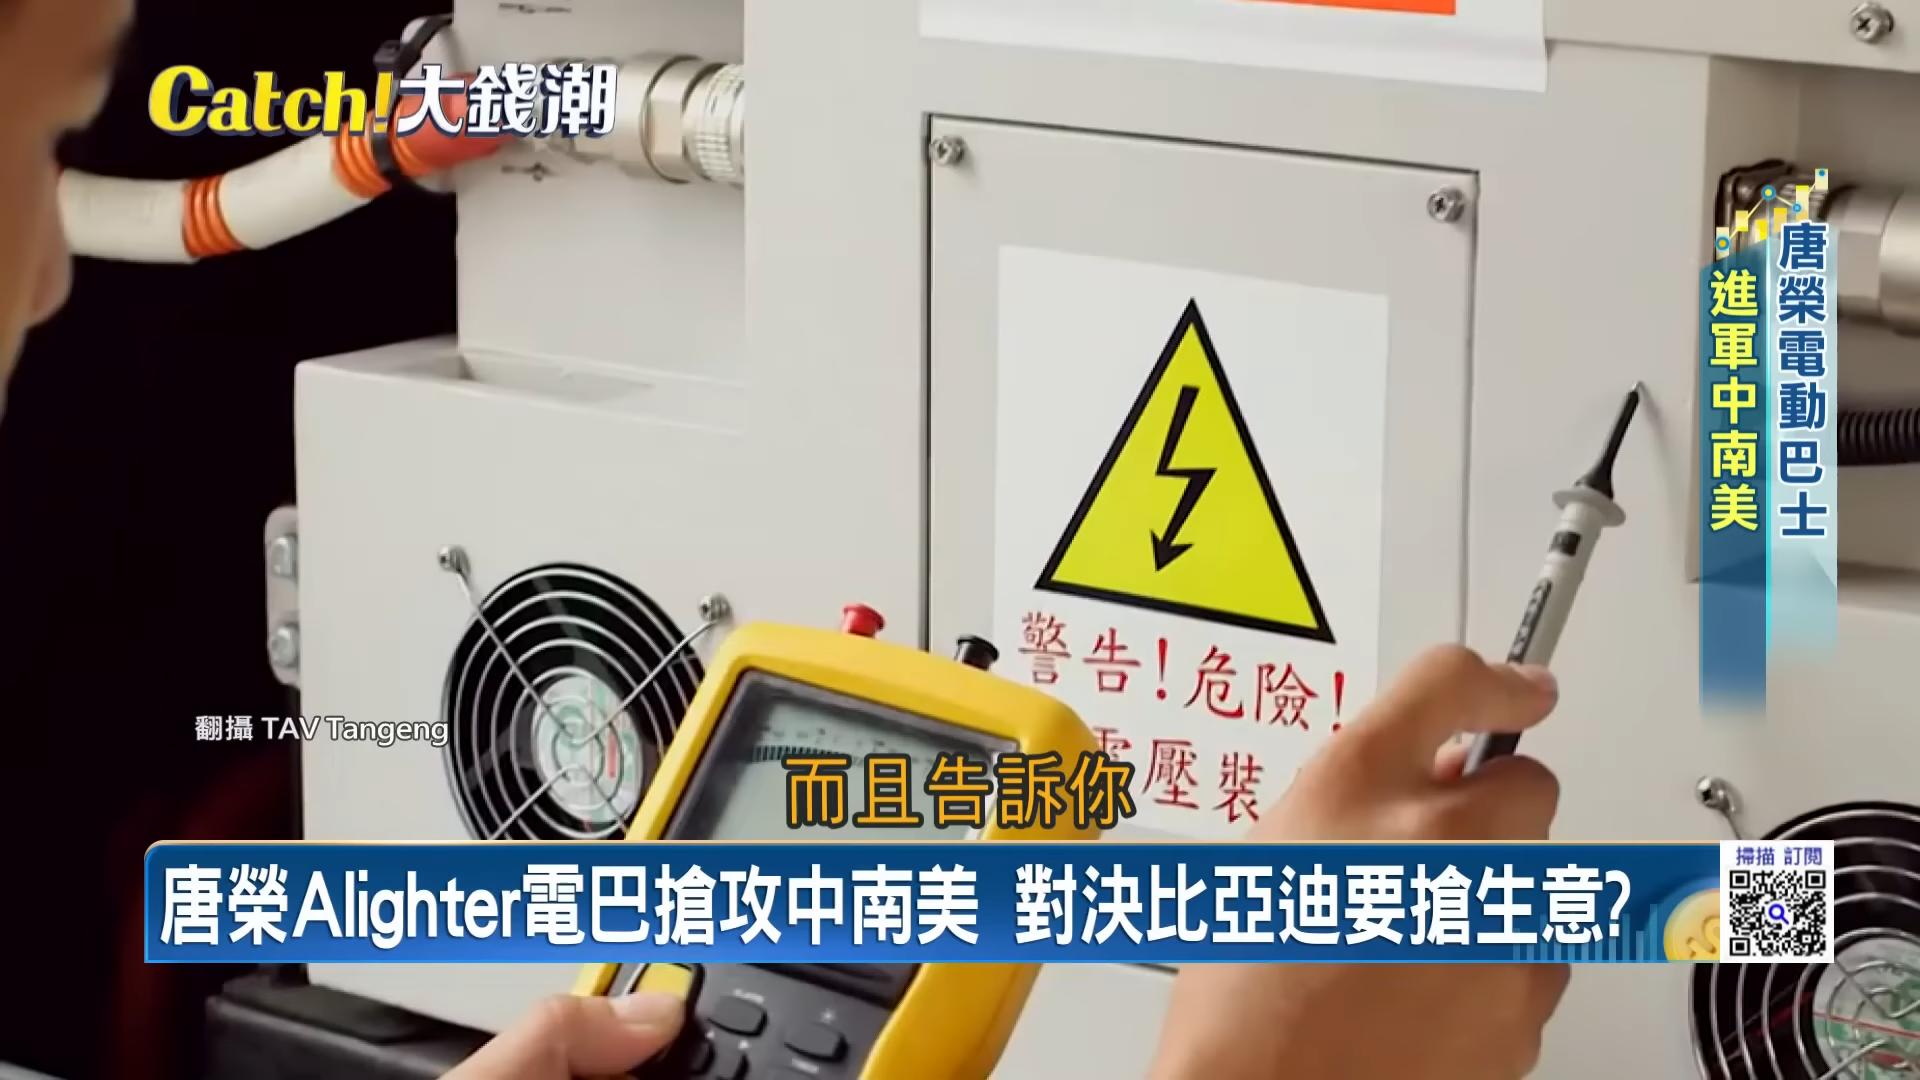 Catch!大錢潮
唐榮電動巴士
進軍中南美
警告!危險!
電壓裝
翻攝 TAV Tangeng
而且告訴你
唐榮Alighter電巴搶攻中南美 對決比亞迪要搶生意?
掃描 訂閱